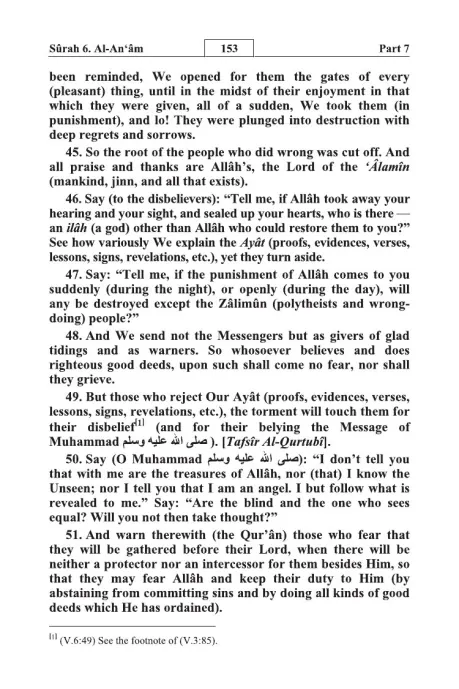 Sûrah 6. Al-An‘âm 153 Part 7
been reminded, We opened for them the gates of every
(pleasant) thing, until in the midst of their enjoyment in that
which they were given, all of a sudden, We took them (in
punishment), and lo! They were plunged into destruction with
deep regrets and sorrows.
45. So the root of the people who did wrong was cut off. And
all praise and thanks are Allâh’s, the Lord of the ‘Âlamîn
(mankind, jinn, and all that exists).
46. Say (to the disbelievers): “Tell me, if Allâh took away your
hearing and your sight, and sealed up your hearts, who is there —
an ilâh (a god) other than Allâh who could restore them to you?”
See how variously We explain the Ayât (proofs, evidences, verses,
lessons, signs, revelations, etc.), yet they turn aside.
47. Say: “Tell me, if the punishment of Allâh comes to you
suddenly (during the night), or openly (during the day), will
any be destroyed except the Zâlimûn (polytheists and wrong-
doing) people?”
48. And We send not the Messengers but as givers of glad
tidings and as warners. So whosoever believes and does
righteous good deeds, upon such shall come no fear, nor shall
they grieve.
49. But those who reject Our Ayât (proofs, evidences, verses,
lessons, signs, revelations, etc.), the torment will touch them for
their disbelief[1] (and for their belying the Message of
Muhammad صلى الله عليه وسلم ). [Tafsîr Al-Qurtubî].
50. Say (O Muhammad صلى الله عليه وسلم): “I don’t tell you
that with me are the treasures of Allâh, nor (that) I know the
Unseen; nor I tell you that I am an angel. I but follow what is
revealed to me.” Say: “Are the blind and the one who sees
equal? Will you not then take thought?”
51. And warn therewith (the Qur’ân) those who fear that
they will be gathered before their Lord, when there will be
neither a protector nor an intercessor for them besides Him, so
that they may fear Allâh and keep their duty to Him (by
abstaining from committing sins and by doing all kinds of good
deeds which He has ordained).
[1] (V.6:49) See the footnote of (V.3:85).